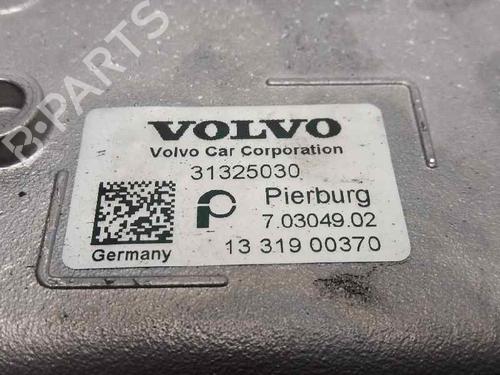 VOLVO
Volvo Car Corporation
31325030
Pierburg
7.03049.02
Germany
13 319 00370
B-PARTS